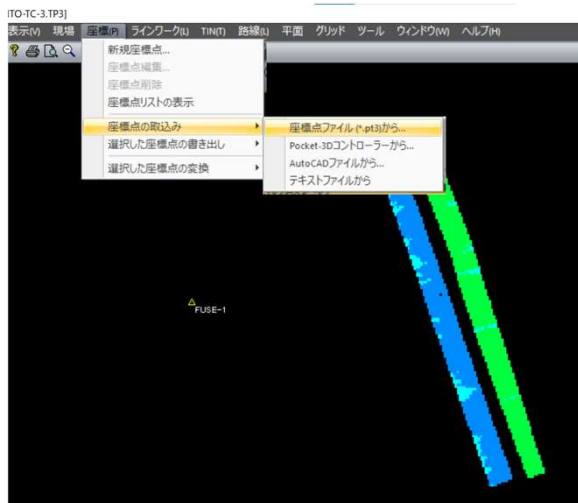 ITO-TC-3.TP3]
表示(V) 現場 座標(P) ラインワーク(L) TIN(T) 路線(L) 平面 グリッド ツール ウィンドウ(W) ヘルプ(H)
新規座標点...
座標点編集...
座標点削除
座標点リストの表示
座標点の取込み
選択した座標点の書き出し
選択した座標点の変換
座標点ファイル (*.pt3)から...
Pocket-3Dコントローラーから...
AutoCADファイルから...
テキストファイルから
FUSE-1